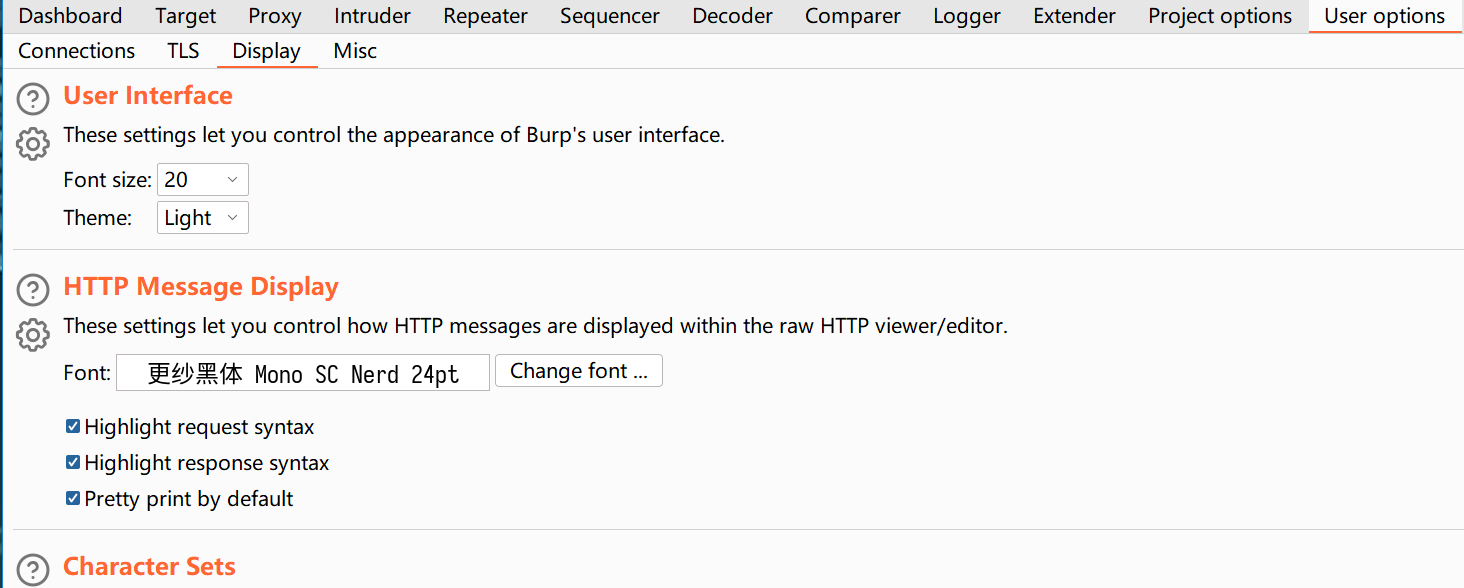 Dashboard Target Proxy Intruder Repeater Sequencer Decoder Comparer Logger Extender Project options User options
Connections TLS Display Misc
User Interface
These settings let you control the appearance of Burp's user interface.
Font size: 20
Theme: Light
HTTP Message Display
These settings let you control how HTTP messages are displayed within the raw HTTP viewer/editor.
Font: 更纱黑体 Mono SC Nerd 24pt Change font ...
Highlight request syntax
Highlight response syntax
Pretty print by default
Character Sets